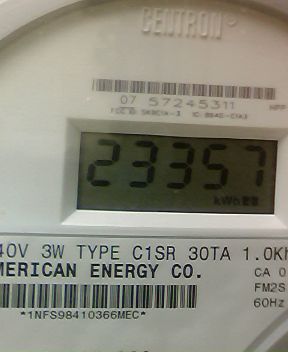 CENTRON
07 57245311
23357
kWh
40V 3W TYPE C1SR 30TA 1.0Kh
MERICAN ENERGY CO.
CA 0
FM2S
60Hz
*1NFS98410366MEC*